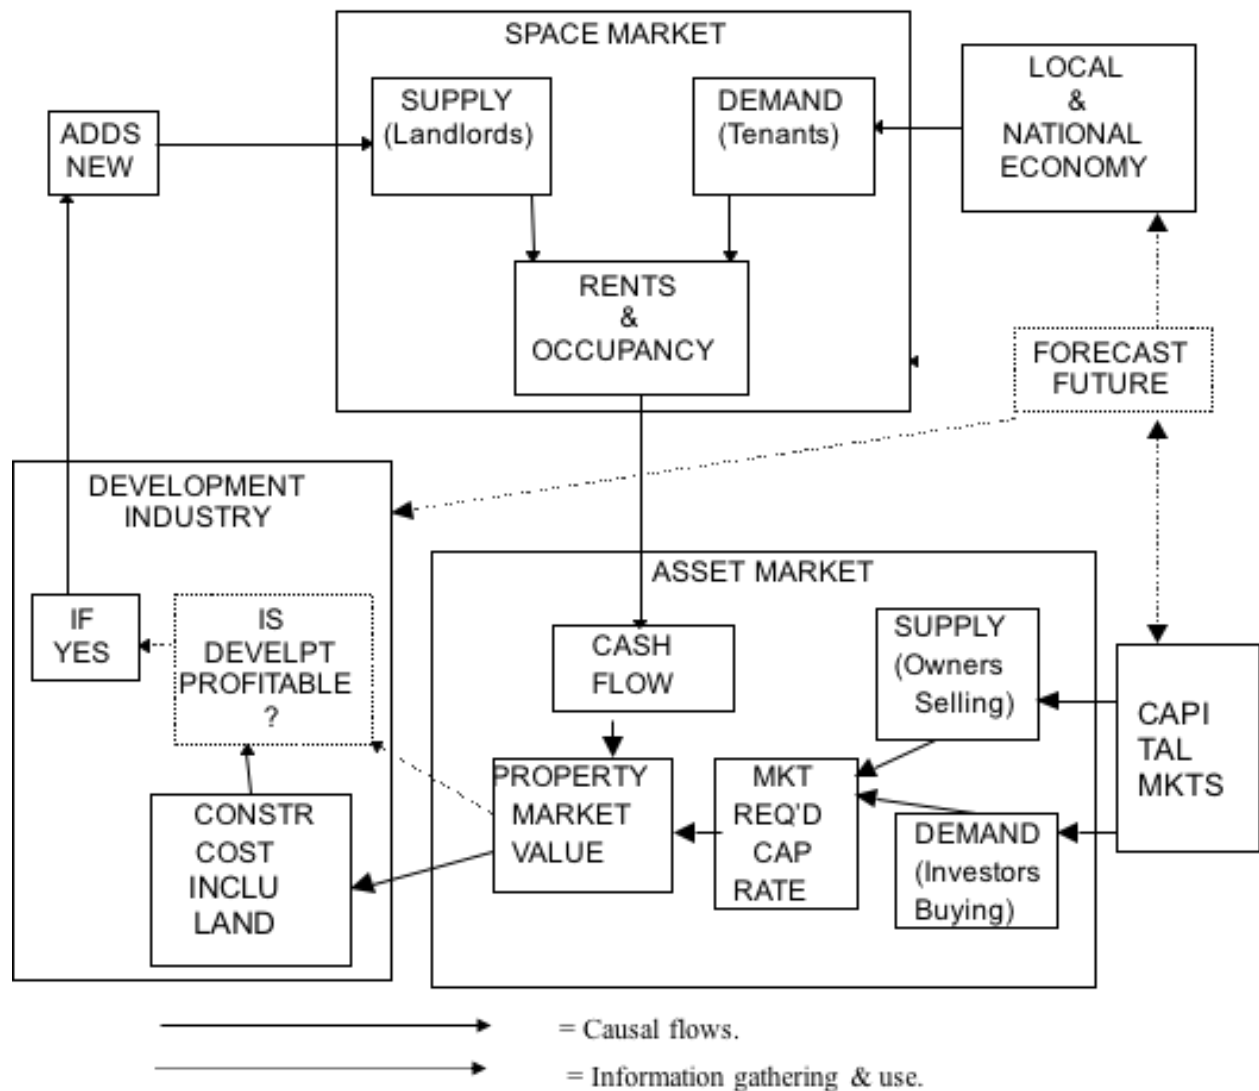 SPACE MARKET
SUPPLY
(Landlords)
DEMAND
(Tenants)
LOCAL
&
NATIONAL
ECONOMY
ADDS
NEW
RENTS
&
OCCUPANCY
FORECAST
FUTURE
DEVELOPMENT
INDUSTRY
IF
YES
IS
DEVELPT
PROFITABLE
?
CONSTR
COST
INCLU
LAND
ASSET MARKET
CASH
FLOW
SUPPLY
(Owners
Selling)
PROPERTY
MARKET
VALUE
MKT
REQ'D
CAP
RATE
DEMAND
(Investors
Buying)
CAPI
TAL
MKTS
= Causal flows.
= Information gathering & use.